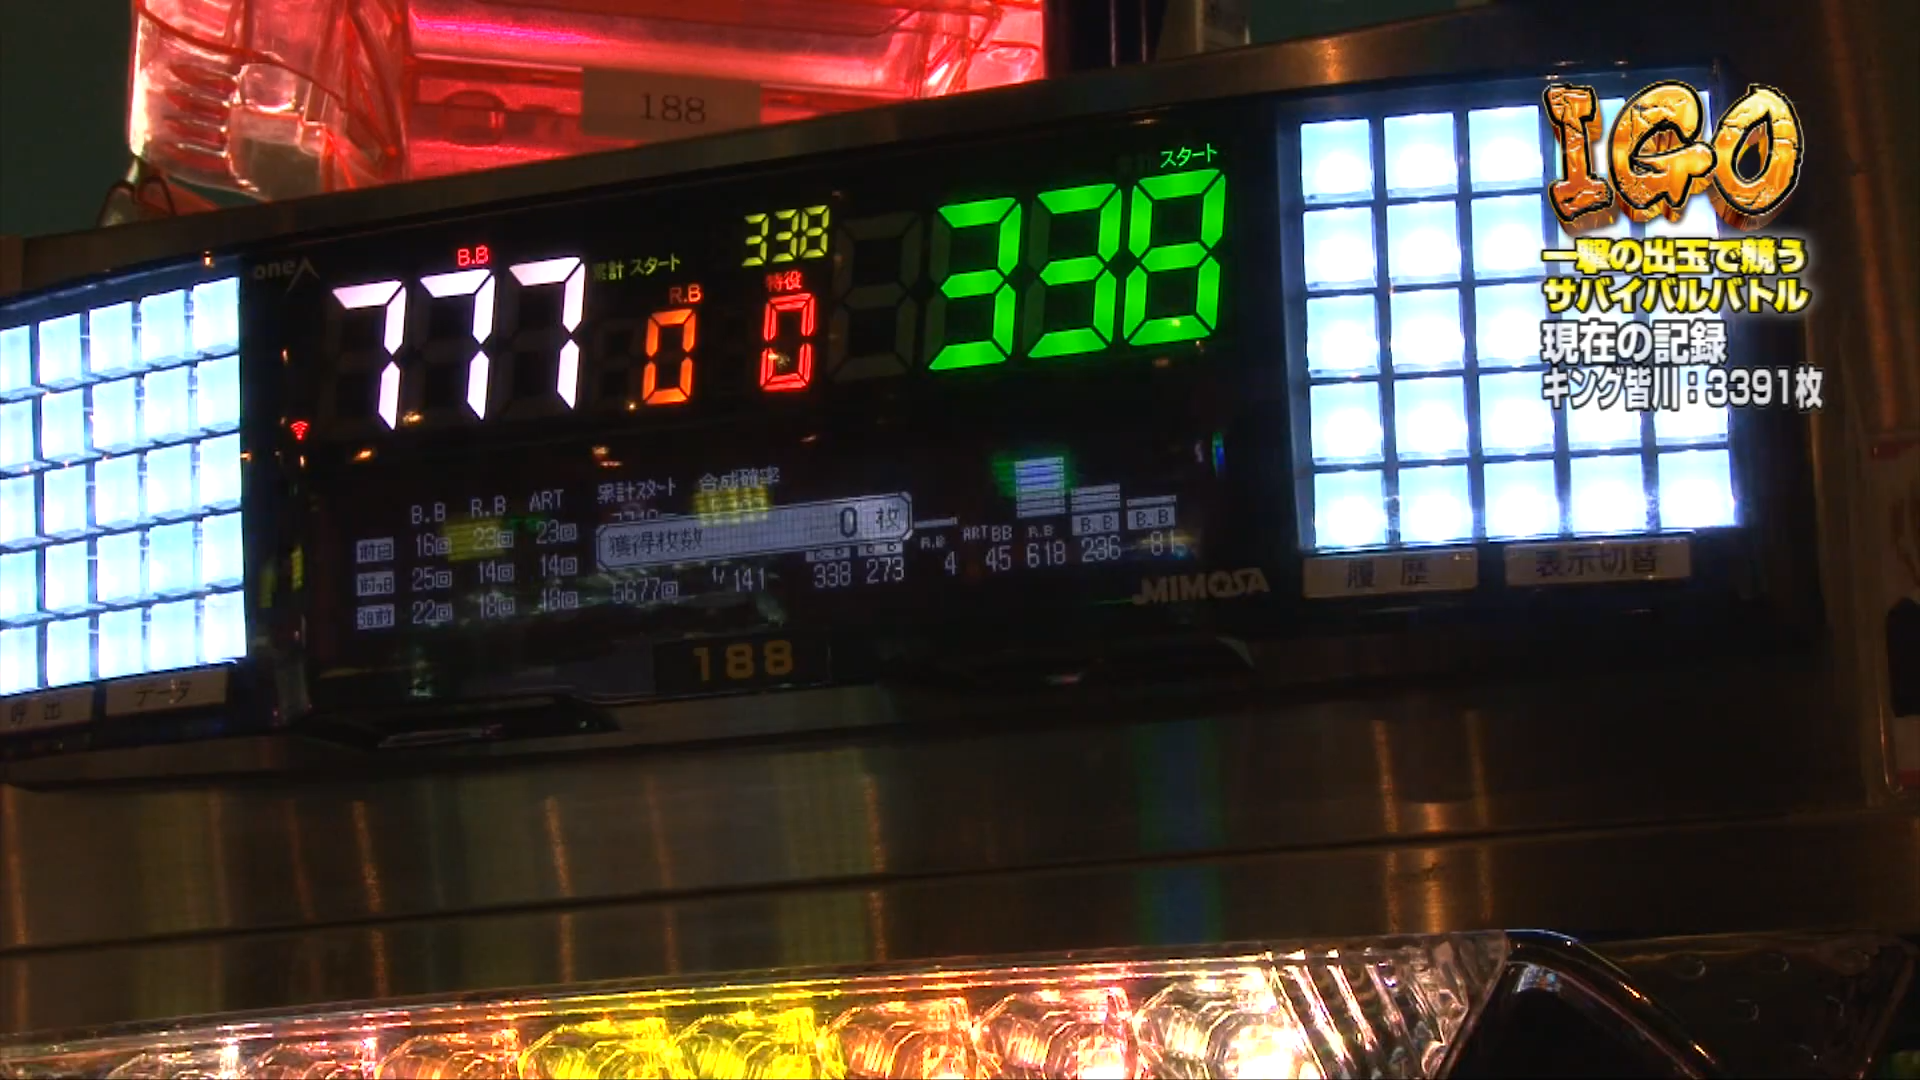 188
IGO
一撃の出玉で競う
サバイバルバトル
現在の記録
キング皆川：3391枚
スタート
338
338
B.B
777
累計 スタート
R.B
0
特役
0
oneA
B.B R.B ART 累計スタート 合成確率
前日 16回 23回 23回
獲得枚数 0 枚
R.B ART BB R.B B.B B.B
前々日 25回 14回 14回
338 273 4 45 618 236 81
3日前 22回 18回 18回 5677回 1/141
MIMOSA
履歴
表示切替
188
呼出
データ